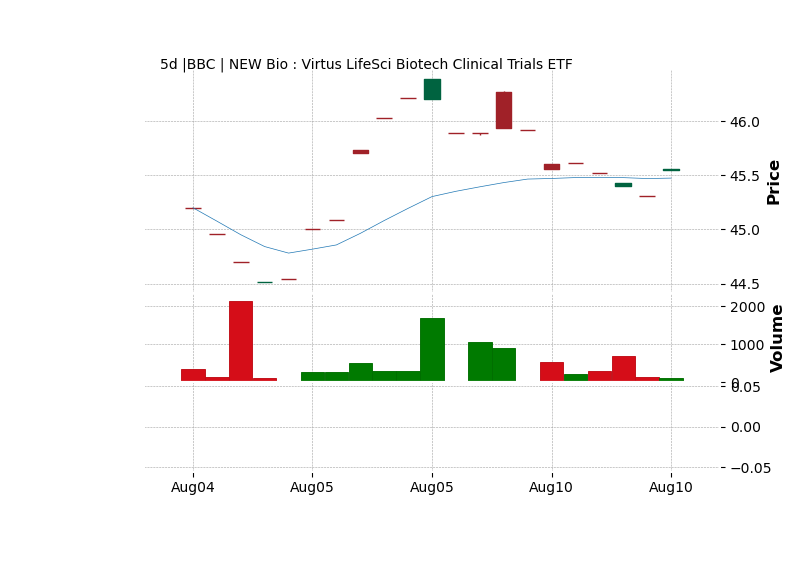 5d |BBC | NEW Bio : Virtus LifeSci Biotech Clinical Trials ETF
46.0
45.5
45.0
44.5
Price
2000
1000
0
Volume
0.05
0.00
−0.05
Aug04 Aug05 Aug05 Aug10 Aug10